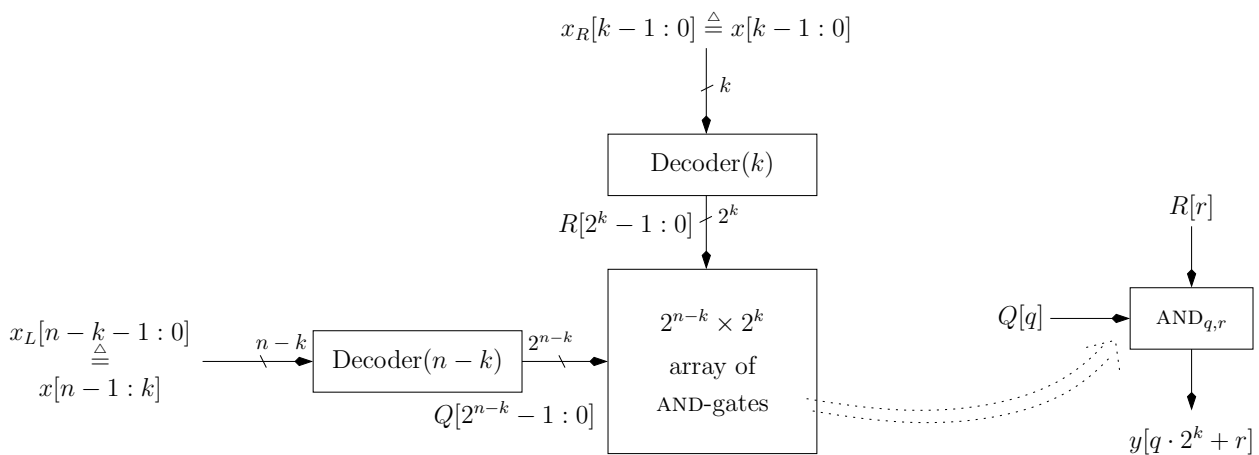 x_R[k − 1 : 0] ≜ x[k − 1 : 0]
k
Decoder(k)
R[2^k − 1 : 0]
2^k
R[r]
x_L[n − k − 1 : 0]
≜
x[n − 1 : k]
n − k
Decoder(n − k)
2^{n−k}
Q[2^{n−k} − 1 : 0]
2^{n−k} × 2^k
array of
AND-gates
Q[q]
AND_{q,r}
y[q · 2^k + r]